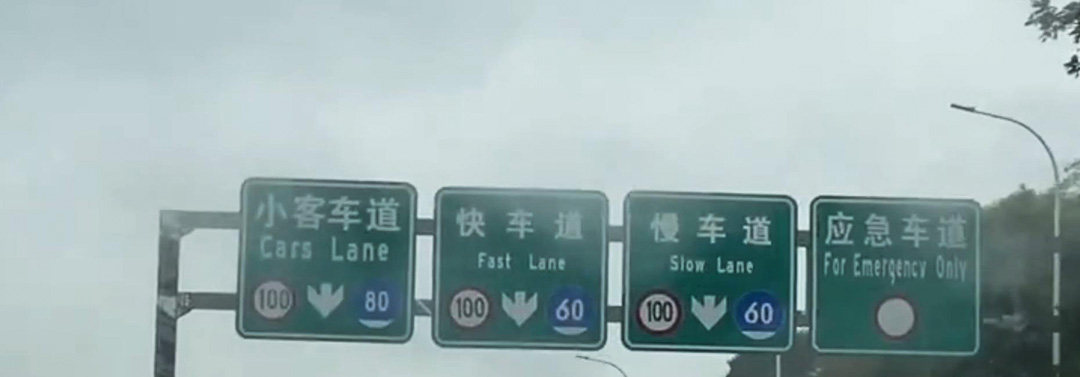 小客车道
Cars Lane
100 80
快车道
Fast Lane
100 60
慢车道
Slow Lane
100 60
应急车道
For Emergency Only